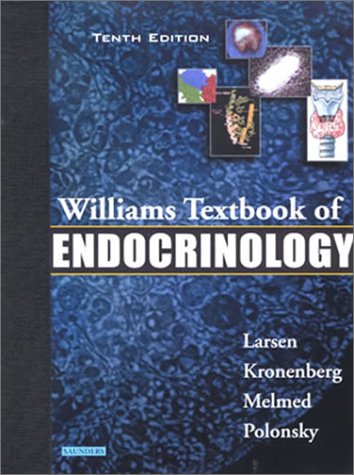 TENTH EDITION
Williams Textbook of
ENDOCRINOLOGY
Larsen
Kronenberg
Melmed
Polonsky
SAUNDERS